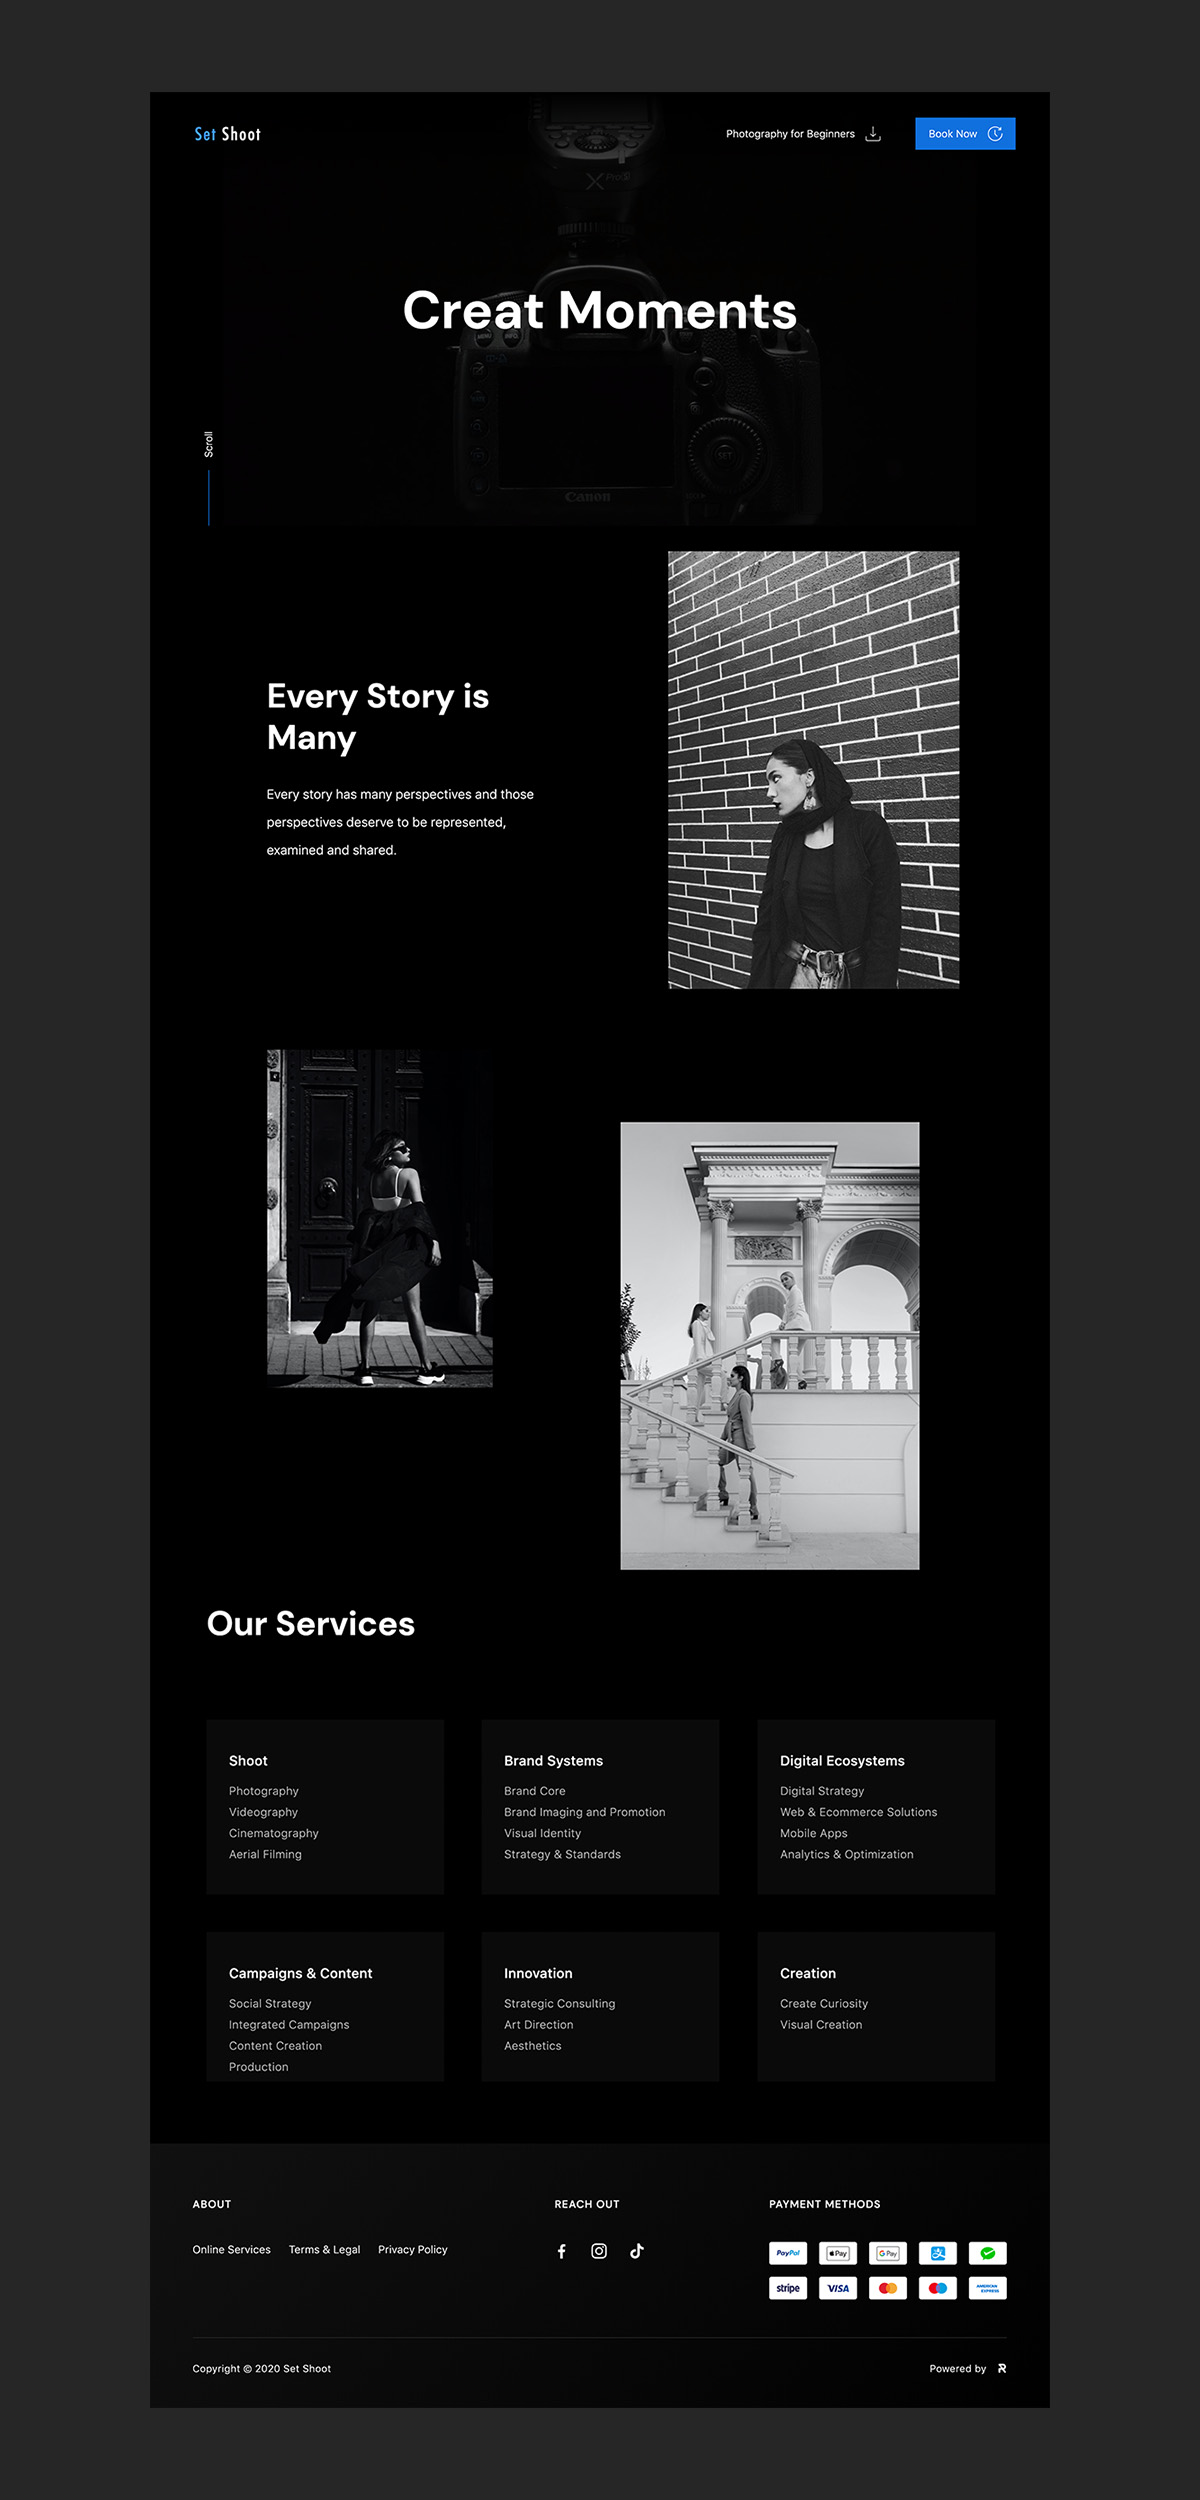 Set Shoot
Photography for Beginners
Book Now
Creat Moments
SET
Canon
Scroll
Every Story is
Many
Every story has many perspectives and those
perspectives deserve to be represented,
examined and shared.
Our Services
Shoot
Photography
Videography
Cinematography
Aerial Filming
Brand Systems
Brand Core
Brand Imaging and Promotion
Visual Identity
Strategy & Standards
Digital Ecosystems
Digital Strategy
Web & Ecommerce Solutions
Mobile Apps
Analytics & Optimization
Campaigns & Content
Social Strategy
Integrated Campaigns
Content Creation
Production
Innovation
Strategic Consulting
Art Direction
Aesthetics
Creation
Create Curiosity
Visual Creation
ABOUT
Online Services Terms & Legal Privacy Policy
REACH OUT
PAYMENT METHODS
PayPal Pay G Pay
stripe VISA AMERICAN EXPRESS
Copyright © 2020 Set Shoot
Powered by R